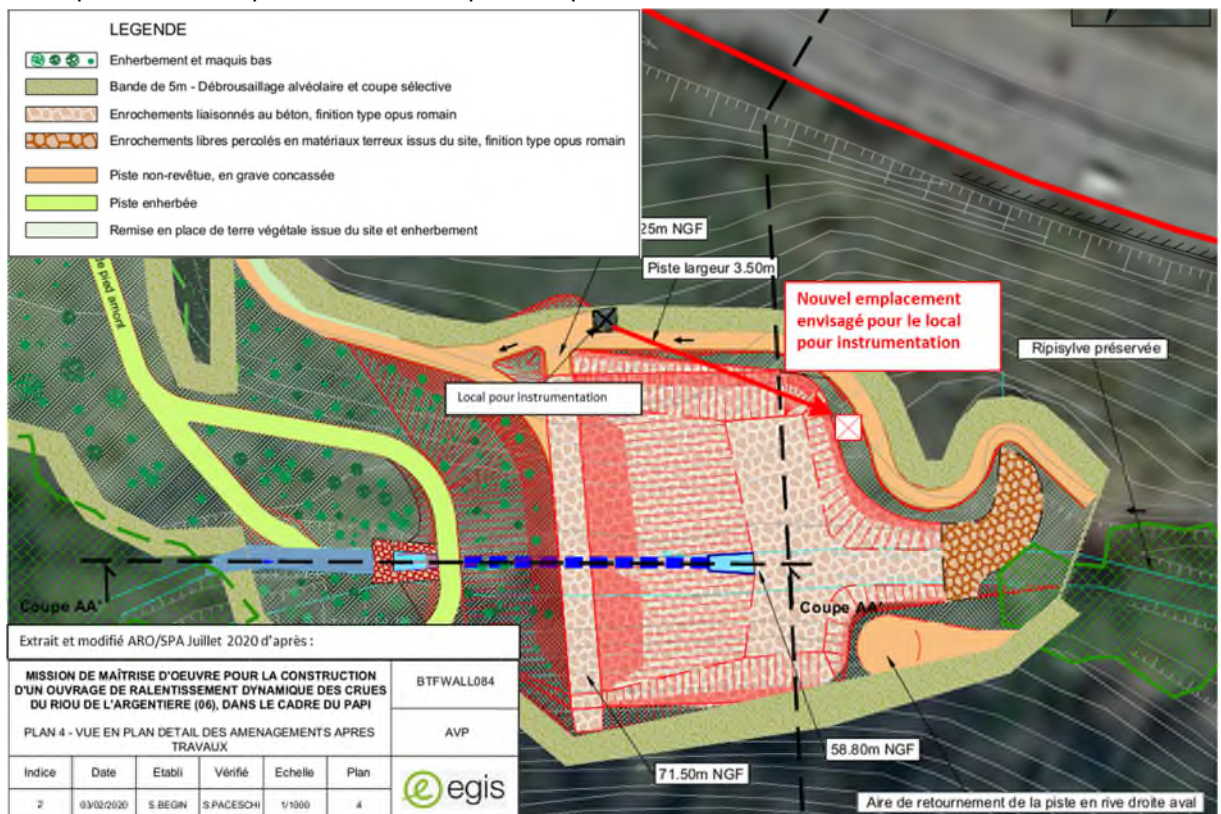 LEGENDE
Enherbement et maquis bas
Bande de 5m - Débrousaillage alvéolaire et coupe sélective
Enrochements liaisonnés au béton, finition type opus romain
Enrochements libres percolés en matériaux terreux issus du site, finition type opus romain
Piste non-revêtue, en grave concassée
Piste enherbée
Remise en place de terre végétale issue du site et enherbement
25m NGF
Piste largeur 3.50m
Nouvel emplacement
envisagé pour le local
pour instrumentation
Ripisylve préservée
pied amont
Local pour instrumentation
Coupe AA'
Coupe AA'
Extrait et modifié ARO/SPA Juillet 2020 d'après :
MISSION DE MAÎTRISE D'OEUVRE POUR LA CONSTRUCTION
D'UN OUVRAGE DE RALENTISSEMENT DYNAMIQUE DES CRUES
DU RIOU DE L'ARGENTIERE (06), DANS LE CADRE DU PAPI
BTFWALL084
PLAN 4 - VUE EN PLAN DETAIL DES AMENAGEMENTS APRES
TRAVAUX
AVP
Indice Date Etabli Vérifié Echelle Plan
2 03/02/2020 S.BEGIN S.PACESCHI 1/1000 4
egis
71.50m NGF
58.80m NGF
Aire de retournement de la piste en rive droite aval